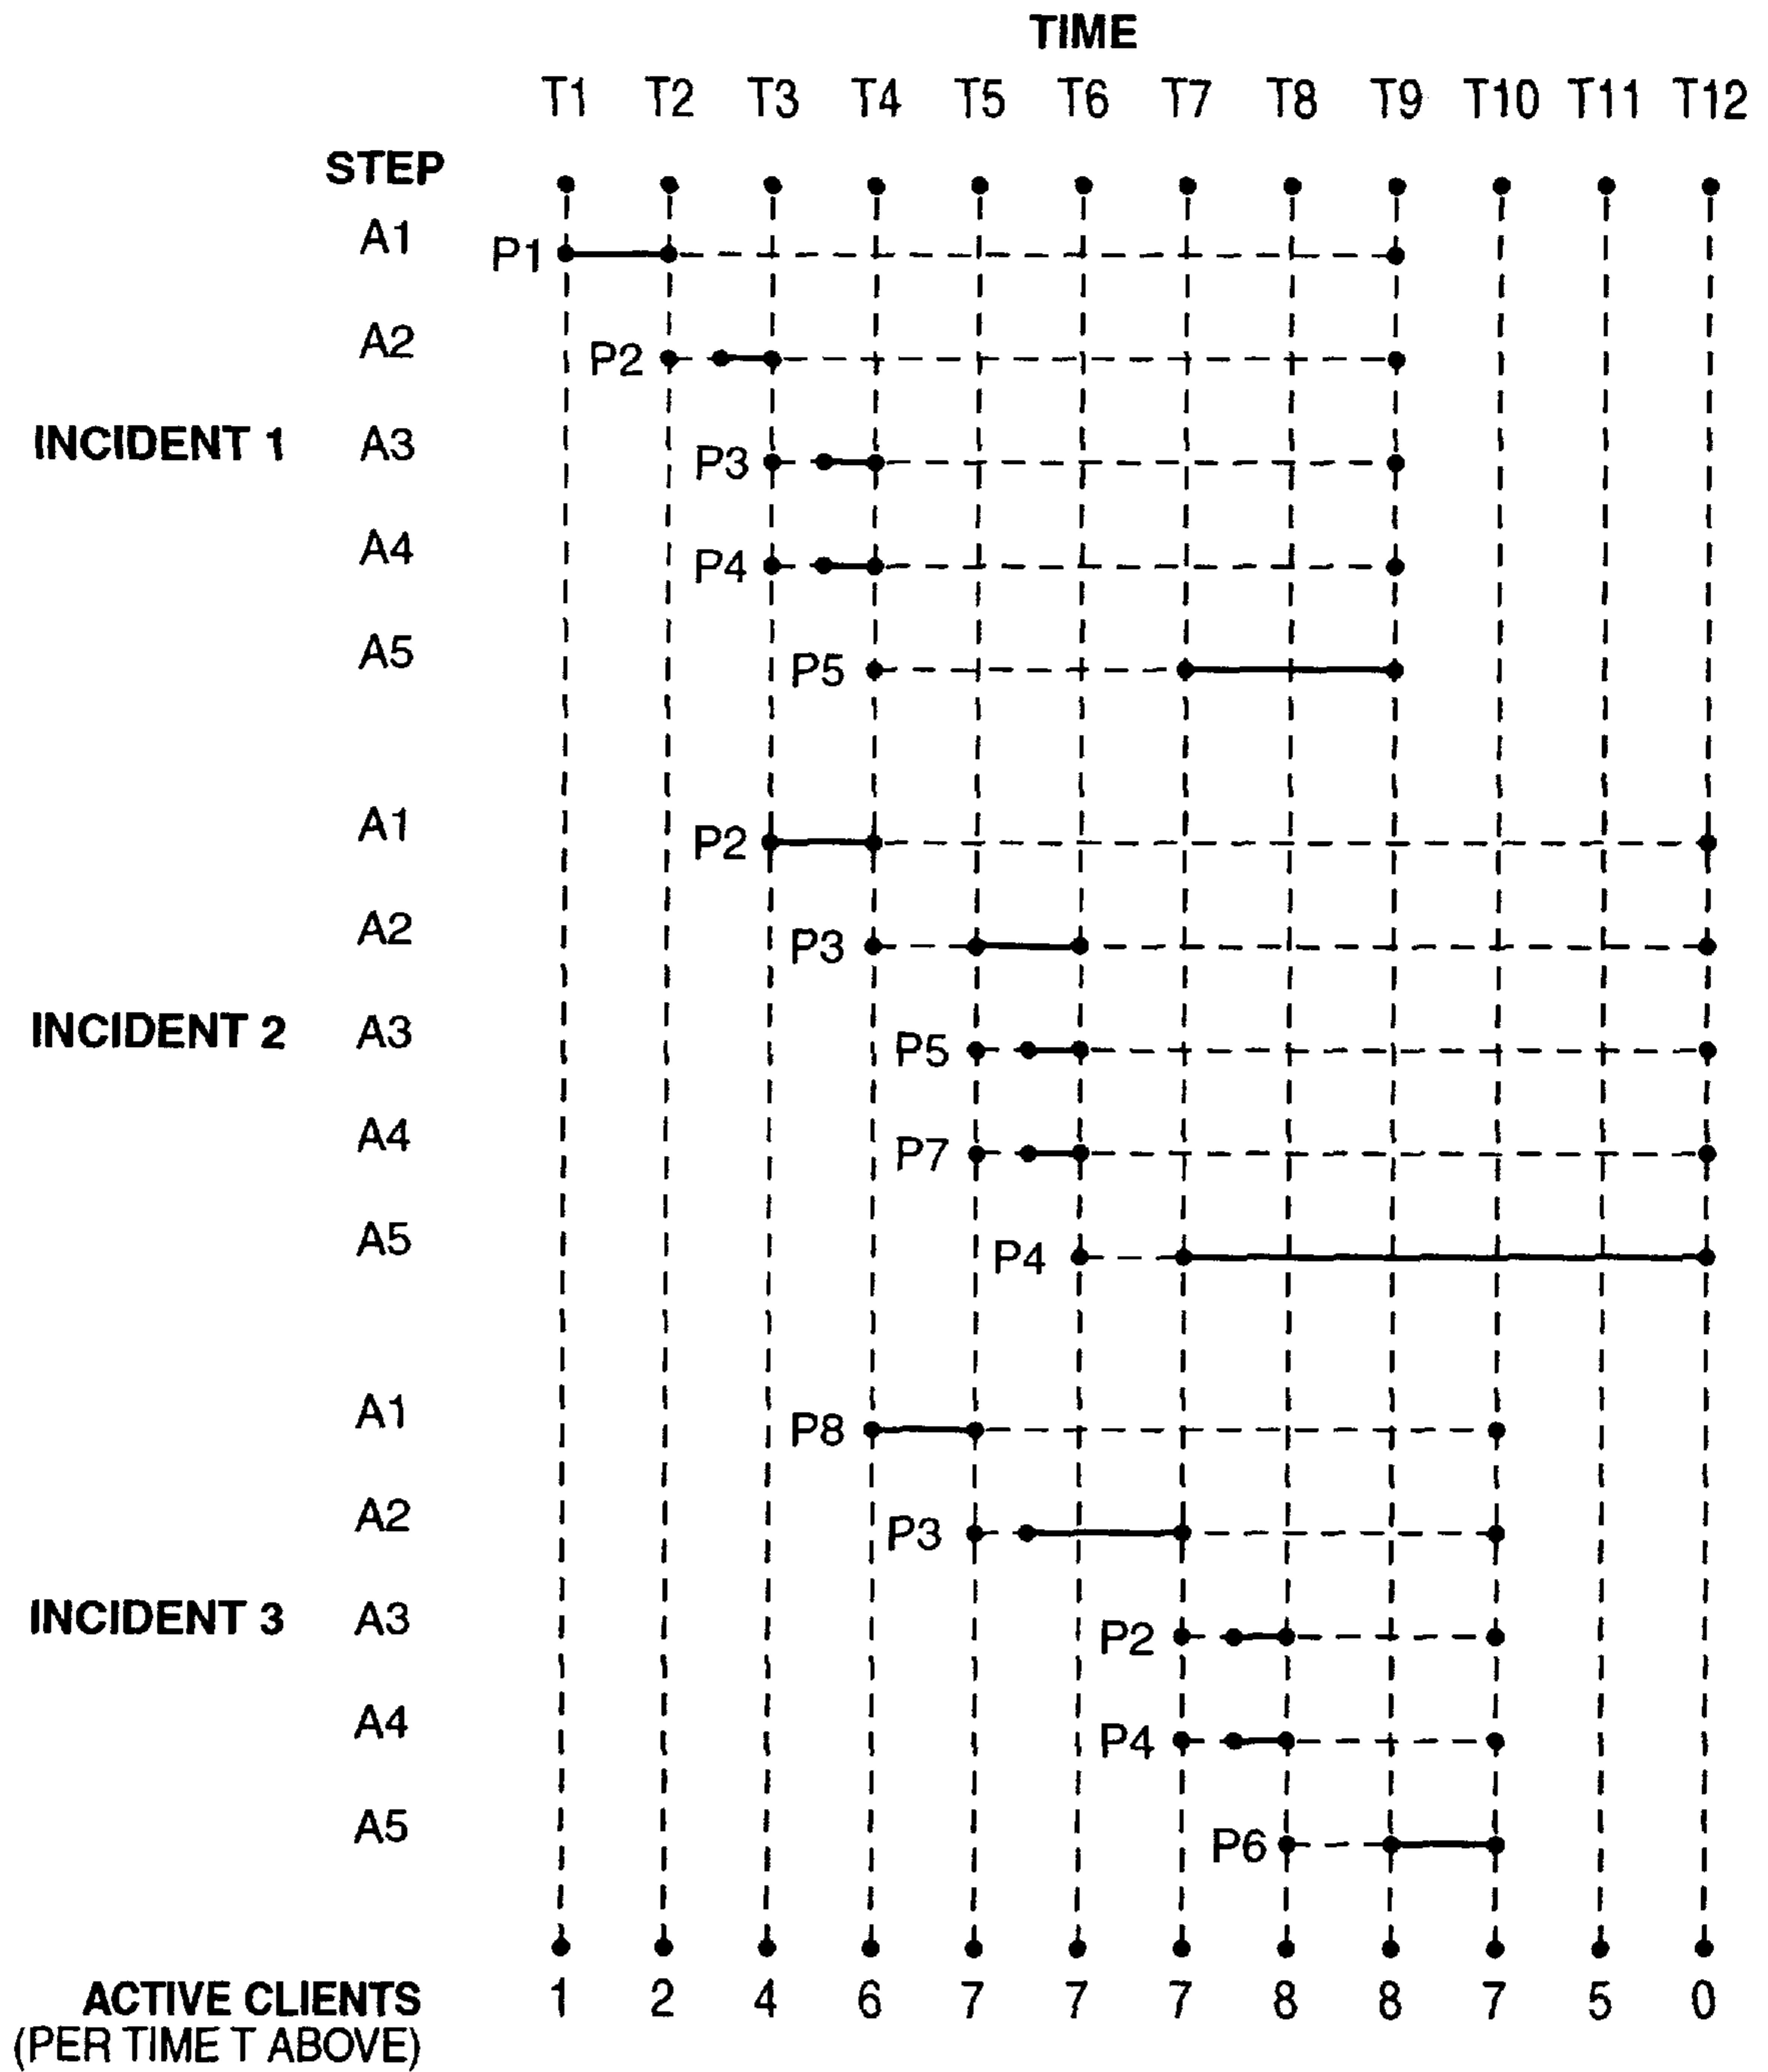 TIME
T1 T2 T3 T4 T5 T6 T7 T8 T9 T10 T11 T12
STEP
A1 P1
A2 P2
INCIDENT 1 A3 P3
A4 P4
A5 P5
A1 P2
A2 P3
INCIDENT 2 A3 P5
A4 P7
A5 P4
A1 P8
A2 P3
INCIDENT 3 A3 P2
A4 P4
A5 P6
ACTIVE CLIENTS 1 2 4 6 7 7 7 8 8 7 5 0
(PER TIME T ABOVE)